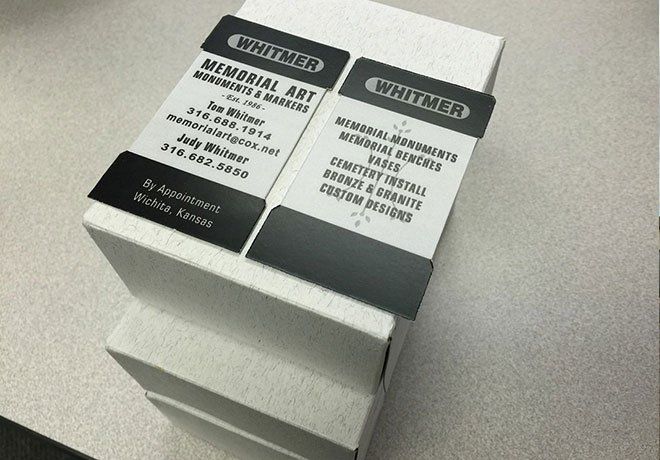 WHITMER
MEMORIAL ART
MONUMENTS & MARKERS
- Est. 1986 -
Tom Whitmer
316.688.1914
memorialart@cox.net
Judy Whitmer
316.682.5850
By Appointment
Wichita, Kansas
WHITMER
MEMORIAL MONUMENTS
MEMORIAL BENCHES
VASES
CEMETERY INSTALL
BRONZE & GRANITE
CUSTOM DESIGNS